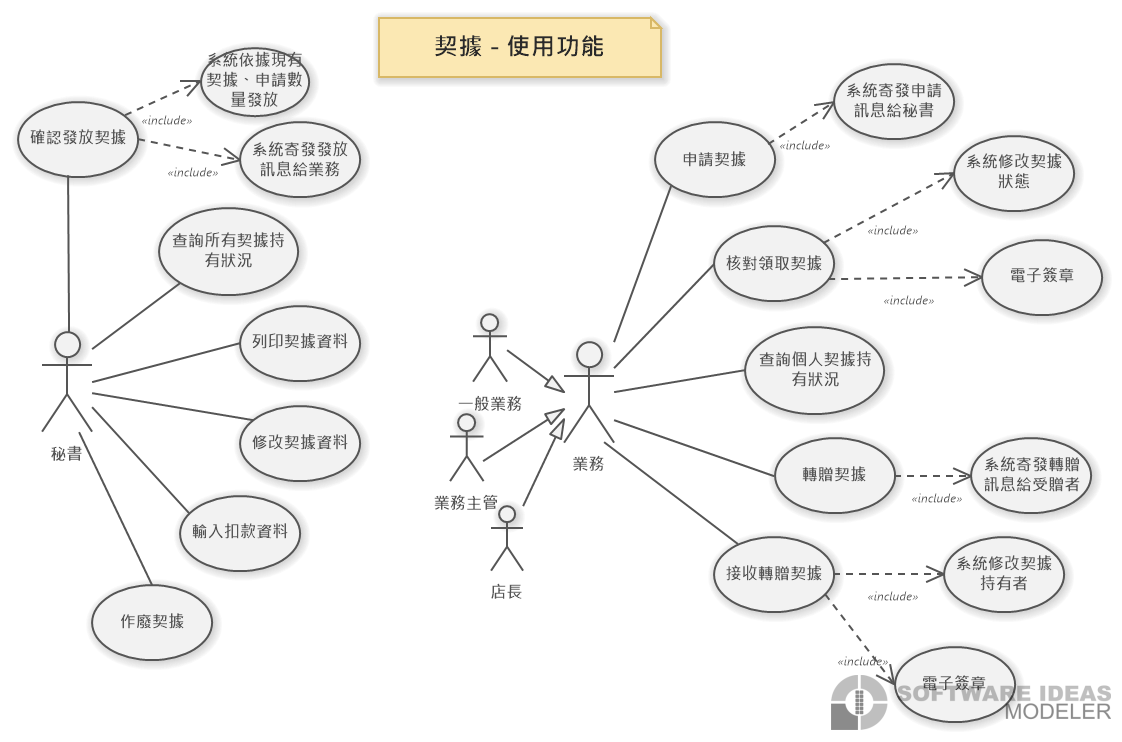 契據 - 使用功能
系統依據現有
契據、申請數
量發放
«include»
確認發放契據
系統寄發發放
訊息給業務
«include»
查詢所有契據持
有狀況
列印契據資料
修改契據資料
輸入扣款資料
作廢契據
秘書
系統寄發申請
訊息給秘書
«include»
申請契據
系統修改契據
狀態
«include»
核對領取契據
電子簽章
«include»
查詢個人契據持
有狀況
一般業務
業務主管
店長
業務
轉贈契據
系統寄發轉贈
訊息給受贈者
«include»
接收轉贈契據
系統修改契據
持有者
«include»
«include»
電子簽章
SOFTWARE IDEAS
MODELER